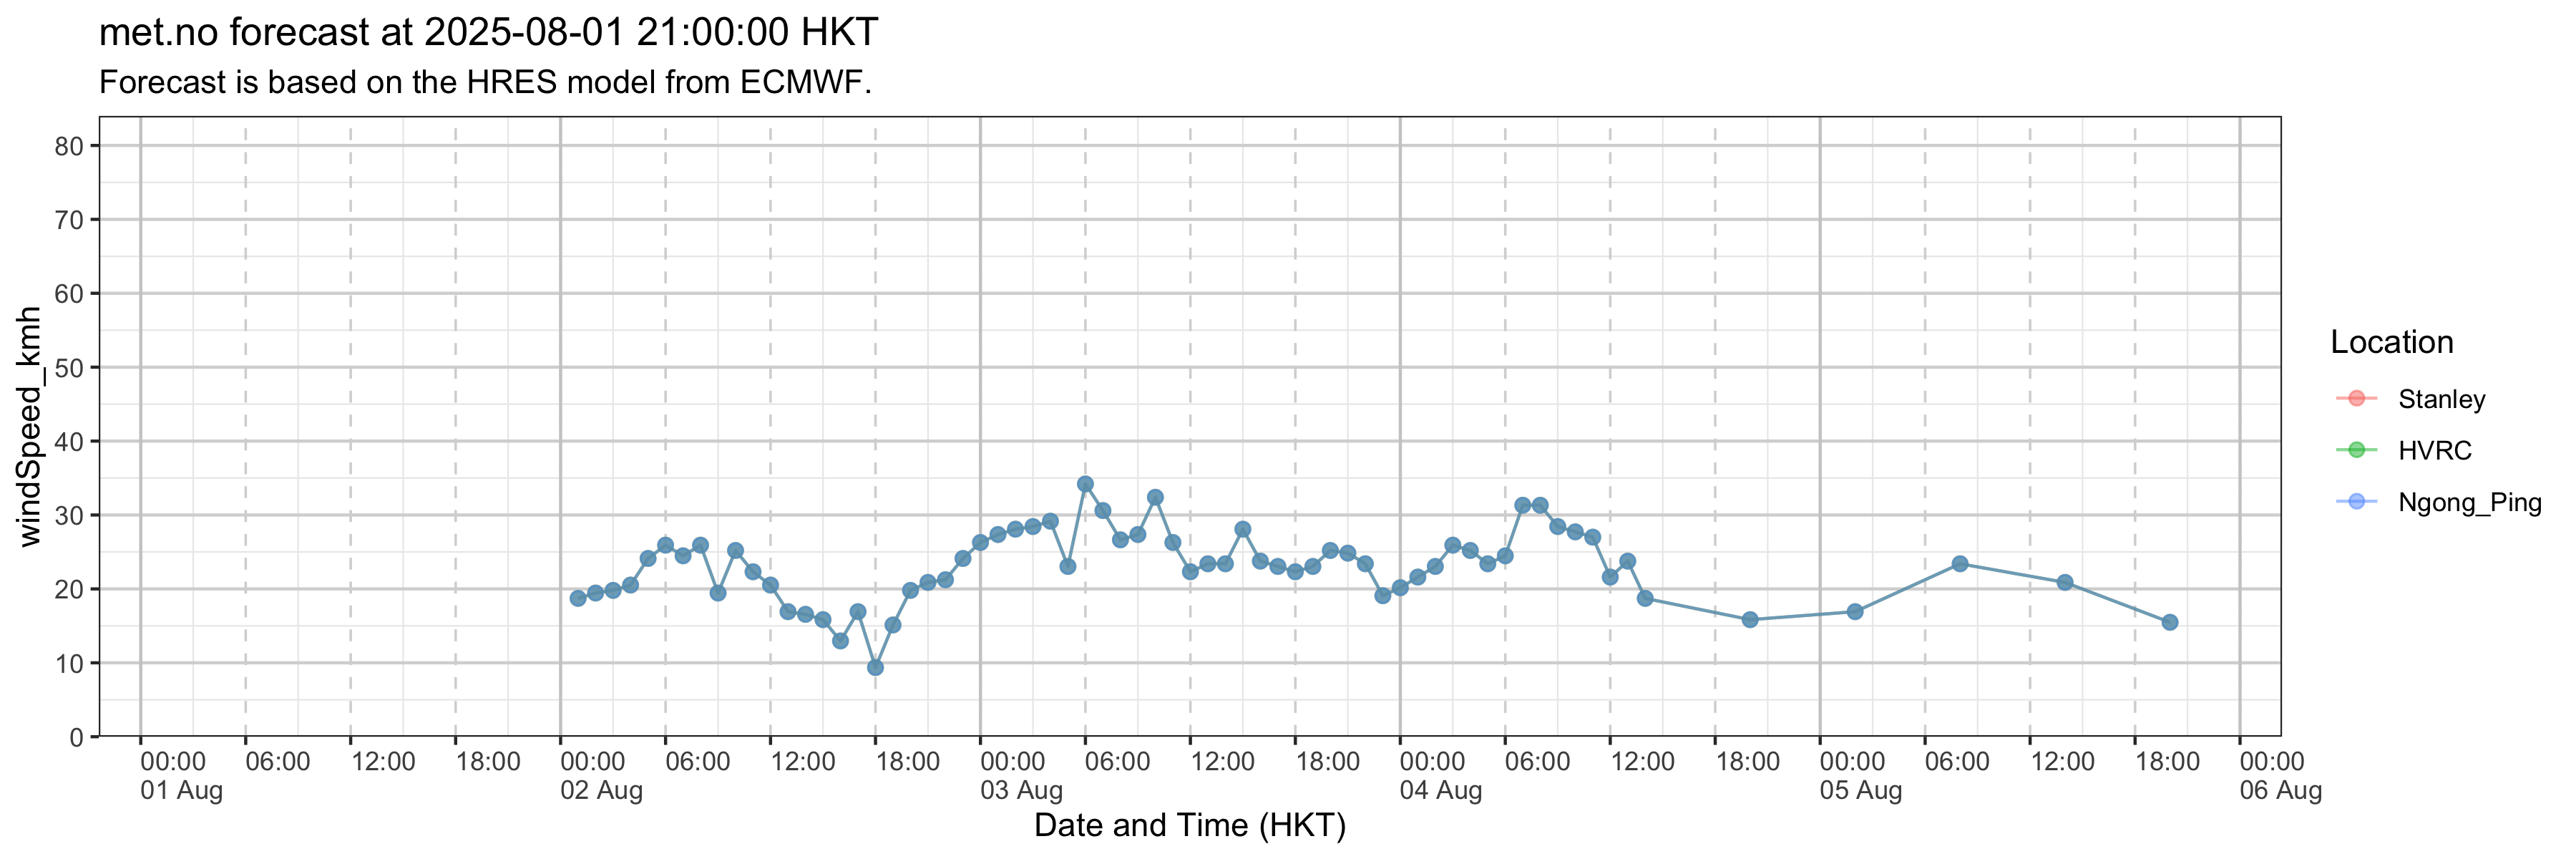 met.no forecast at 2025-08-01 21:00:00 HKT
Forecast is based on the HRES model from ECMWF.
80
70
60
50
40
30
20
10
0
windSpeed_kmh
00:00 06:00 12:00 18:00 00:00 06:00 12:00 18:00 00:00 06:00 12:00 18:00 00:00 06:00 12:00 18:00 00:00 06:00 12:00 18:00 00:00
01 Aug 02 Aug 03 Aug 04 Aug 05 Aug 06 Aug
Date and Time (HKT)
Location
Stanley
HVRC
Ngong_Ping